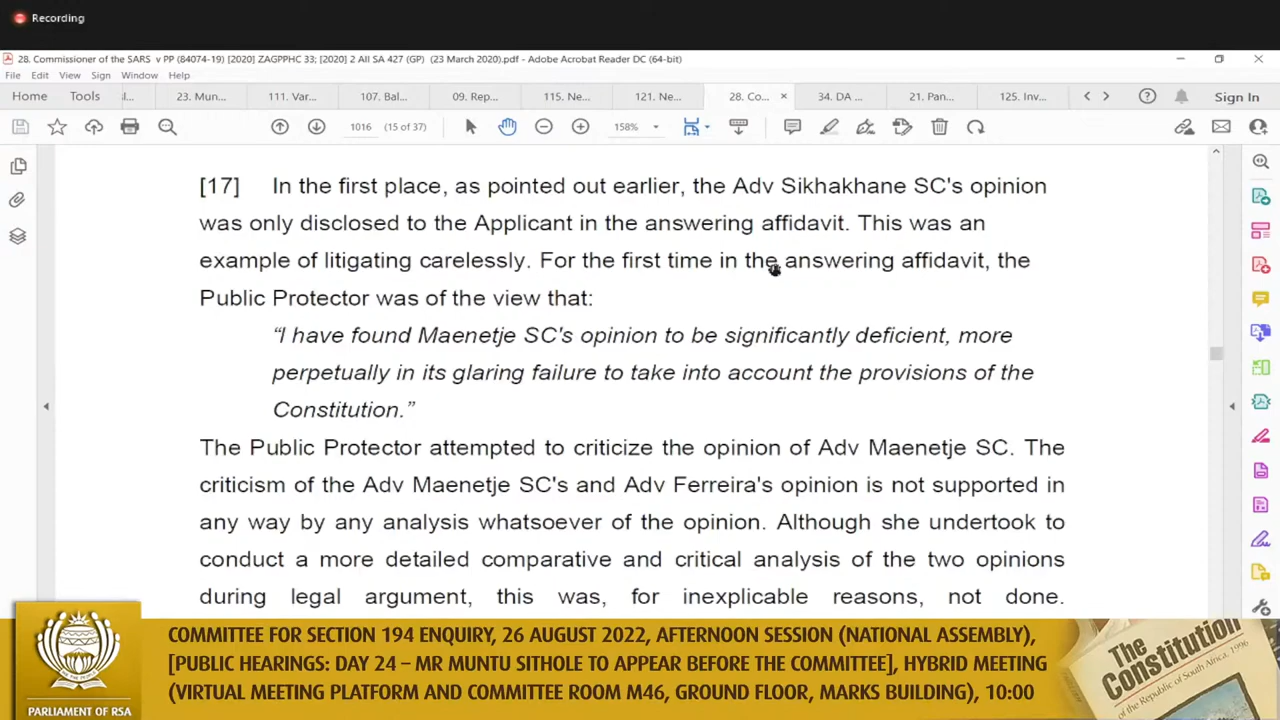 Recording
28. Commissioner of the SARS v PP (84074-19) [2020] ZAGPPHC 33; [2020] 2 All SA 427 (GP) (23 March 2020).pdf - Adobe Acrobat Reader DC (64-bit)
File Edit View Sign Window Help
Home Tools l... 23. Mun... 111. Var... 107. Bal... 09. Rep... 115. Ne... 121. Ne... 28. Co... × 34. DA ... 21. Pan... 125. Inv... Sign In
1016 (15 of 37) 158%
[17] In the first place, as pointed out earlier, the Adv Sikhakhane SC's opinion
was only disclosed to the Applicant in the answering affidavit. This was an
example of litigating carelessly. For the first time in the answering affidavit, the
Public Protector was of the view that:
“I have found Maenetje SC's opinion to be significantly deficient, more
perpetually in its glaring failure to take into account the provisions of the
Constitution.”
The Public Protector attempted to criticize the opinion of Adv Maenetje SC. The
criticism of the Adv Maenetje SC's and Adv Ferreira's opinion is not supported in
any way by any analysis whatsoever of the opinion. Although she undertook to
conduct a more detailed comparative and critical analysis of the two opinions
during legal argument, this was, for inexplicable reasons, not done.
COMMITTEE FOR SECTION 194 ENQUIRY, 26 AUGUST 2022, AFTERNOON SESSION (NATIONAL ASSEMBLY),
[PUBLIC HEARINGS: DAY 24 – MR MUNTU SITHOLE TO APPEAR BEFORE THE COMMITTEE], HYBRID MEETING
(VIRTUAL MEETING PLATFORM AND COMMITTEE ROOM M46, GROUND FLOOR, MARKS BUILDING), 10:00
PARLIAMENT OF RSA
The
Constitution
of the Republic of South Africa, 1996